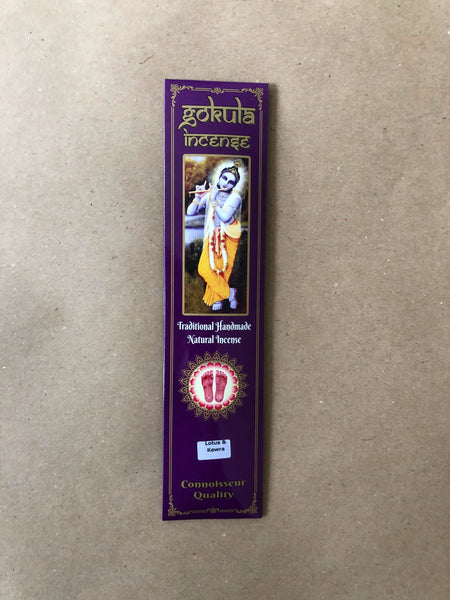 gokula
incense
Traditional Handmade
Natural Incense
Lotus &
Kewra
Connoisseur
Quality